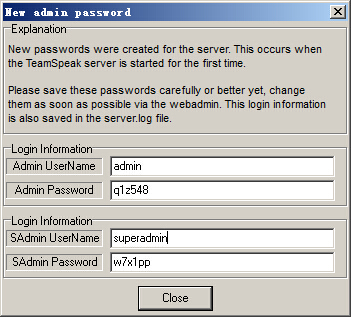 New admin password
Explanation
New passwords were created for the server. This occurs when
the TeamSpeak server is started for the first time.
Please save these passwords carefully or better yet, change
them as soon as possible via the webadmin. This login information
is also saved in the server.log file.
Login Information
Admin UserName admin
Admin Password q1z548
Login Information
SAdmin UserName superadmin
SAdmin Password w7x1pp
Close